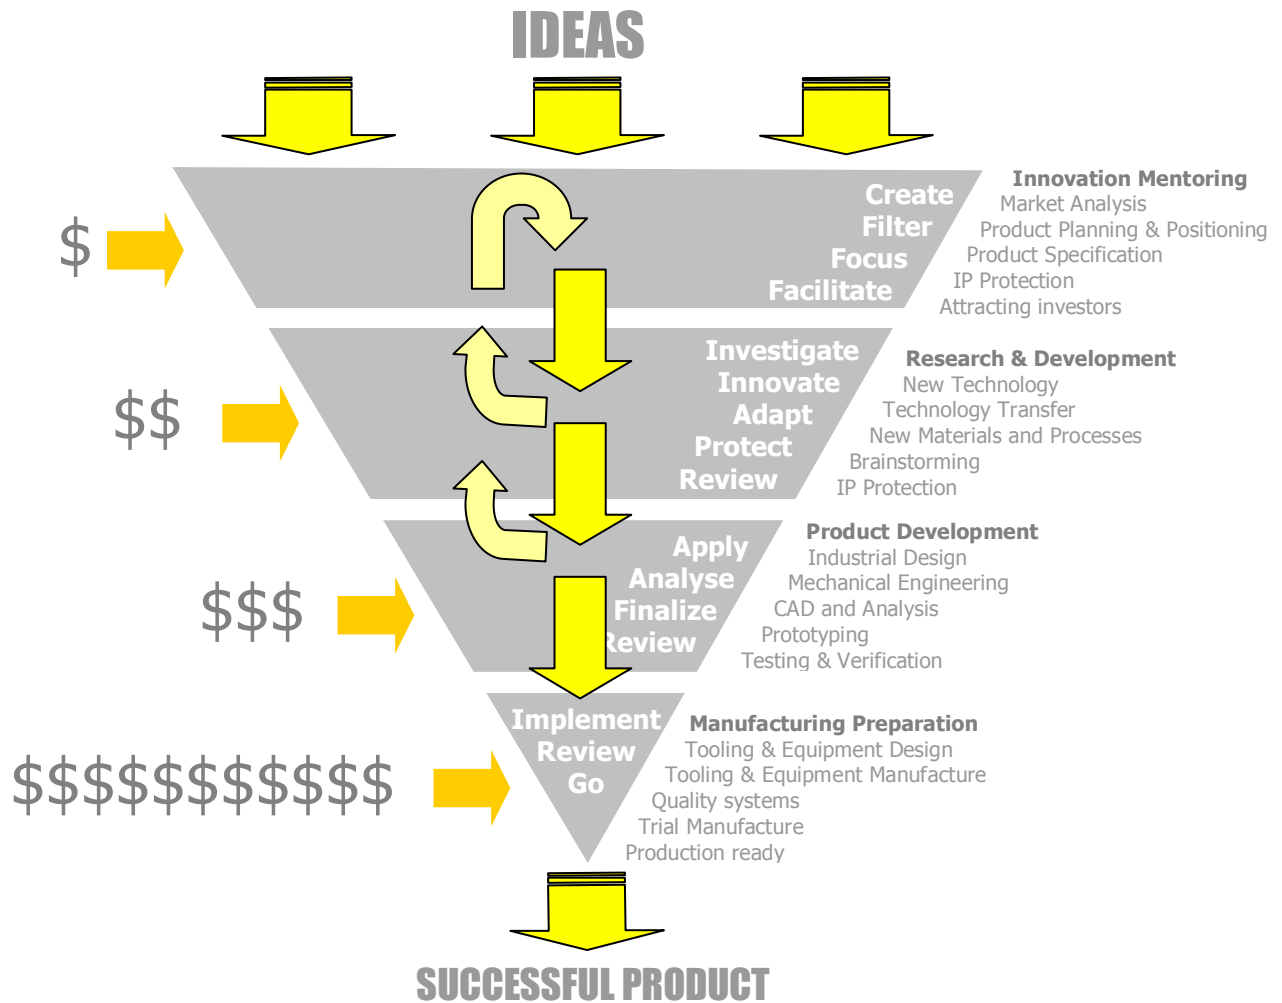 IDEAS
$
Create
Filter
Focus
Facilitate
Innovation Mentoring
Market Analysis
Product Planning & Positioning
Product Specification
IP Protection
Attracting investors
$$
Investigate
Innovate
Adapt
Protect
Review
Research & Development
New Technology
Technology Transfer
New Materials and Processes
Brainstorming
IP Protection
$$$
Apply
Analyse
Finalize
Review
Product Development
Industrial Design
Mechanical Engineering
CAD and Analysis
Prototyping
Testing & Verification
$$$$$$$$$$$
Implement
Review
Go
Manufacturing Preparation
Tooling & Equipment Design
Tooling & Equipment Manufacture
Quality systems
Trial Manufacture
Production ready
SUCCESSFUL PRODUCT